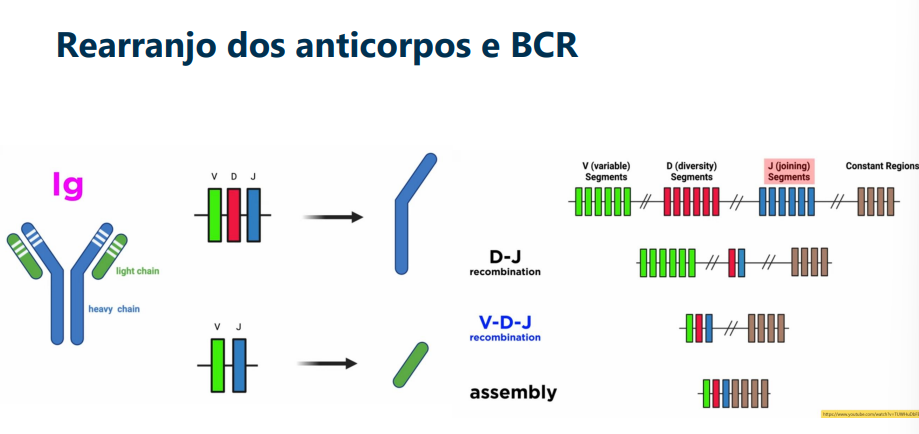 Rearranjo dos anticorpos e BCR
Ig
light chain
heavy chain
V D J
V J
V (variable)
Segments
D (diversity)
Segments
J (joining)
Segments
Constant Regions
D-J
recombination
V-D-J
recombination
assembly